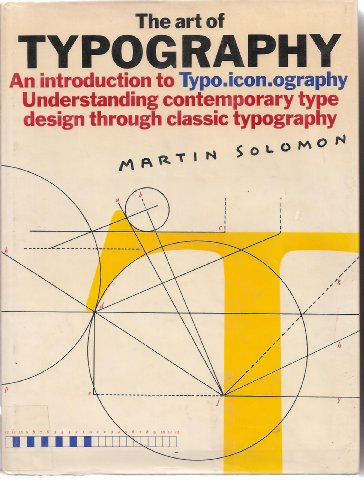 The art of
TYPOGRAPHY
An introduction to Typo.icon.ography
Understanding contemporary type
design through classic typography
MARTIN SOLOMON